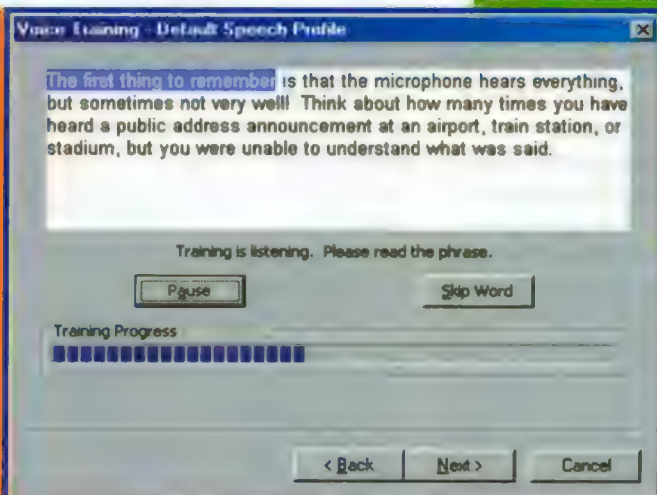 Voice Training - Default Speech Profile
The first thing to remember is that the microphone hears everything,
but sometimes not very well! Think about how many times you have
heard a public address announcement at an airport, train station, or
stadium, but you were unable to understand what was said.
Training is listening. Please read the phrase.
Pause
Skip Word
Training Progress
< Back
Next >
Cancel